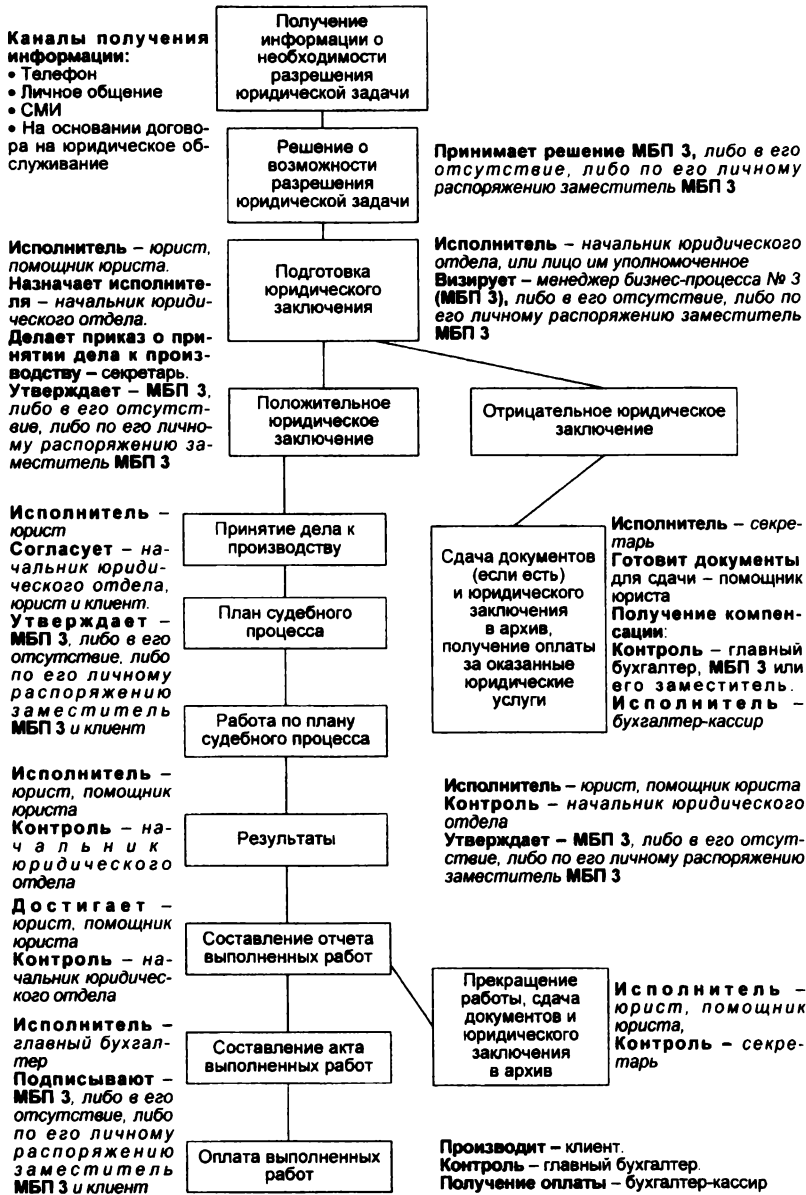 Получение
информации о
необходимости
разрешения
юридической задачи
Каналы получения
информации:
• Телефон
• Личное общение
• СМИ
• На основании догово-
ра на юридическое об-
служивание
Решение о
возможности
разрешения
юридической задачи
Принимает решение МБП 3, либо в его
отсутствие, либо по его личному
распоряжению заместитель МБП 3
Исполнитель – юрист,
помощник юриста.
Назначает исполните-
ля – начальник юриди-
ческого отдела.
Делает приказ о при-
нятии дела к произ-
водству – секретарь.
Утверждает – МБП 3,
либо в его отсутст-
вие, либо по его лично-
му распоряжению за-
меститель МБП 3
Подготовка
юридического
заключения
Исполнитель – начальник юридического
отдела, или лицо им уполномоченное
Визирует – менеджер бизнес-процесса № 3
(МБП 3), либо в его отсутствие, либо по
его личному распоряжению заместитель
МБП 3
Положительное
юридическое
заключение
Отрицательное юридическое
заключение
Исполнитель –
юрист
Согласует – на-
чальник юриди-
ческого отдела,
юрист и клиент.
Утверждает –
МБП 3, либо в его
отсутствие, либо
по его личному
распоряжению
заместитель
МБП 3 и клиент
Принятие дела к
производству
План судебного
процесса
Работа по плану
судебного процесса
Сдача документов
(если есть)
и юридического
заключения
в архив,
получение оплаты
за оказанные
юридические
услуги
Исполнитель – секре-
тарь
Готовит документы
для сдачи – помощник
юриста
Получение компен-
сации:
Контроль – главный
бухгалтер, МБП 3 или
его заместитель.
Исполнитель –
бухгалтер-кассир
Исполнитель –
юрист, помощник
юриста
Контроль – на-
чальник
юридического
отдела
Результаты
Исполнитель – юрист, помощник юриста
Контроль – начальник юридического
отдела
Утверждает – МБП 3, либо в его отсут-
ствие, либо по его личному распоряжению
заместитель МБП 3
Достигает –
юрист, помощник
юриста
Контроль – на-
чальник юридичес-
кого отдела
Составление отчета
выполненных работ
Прекращение
работы, сдача
документов и
юридического
заключения
в архив
Исполнитель –
юрист, помощник
юриста,
Контроль – секре-
тарь
Исполнитель –
главный бухгал-
тер
Подписывают –
МБП 3, либо в его
отсутствие, либо
по его личному
распоряжению
заместитель
МБП 3 и клиент
Составление акта
выполненных работ
Оплата выполненных
работ
Производит – клиент.
Контроль – главный бухгалтер.
Получение оплаты – бухгалтер-кассир